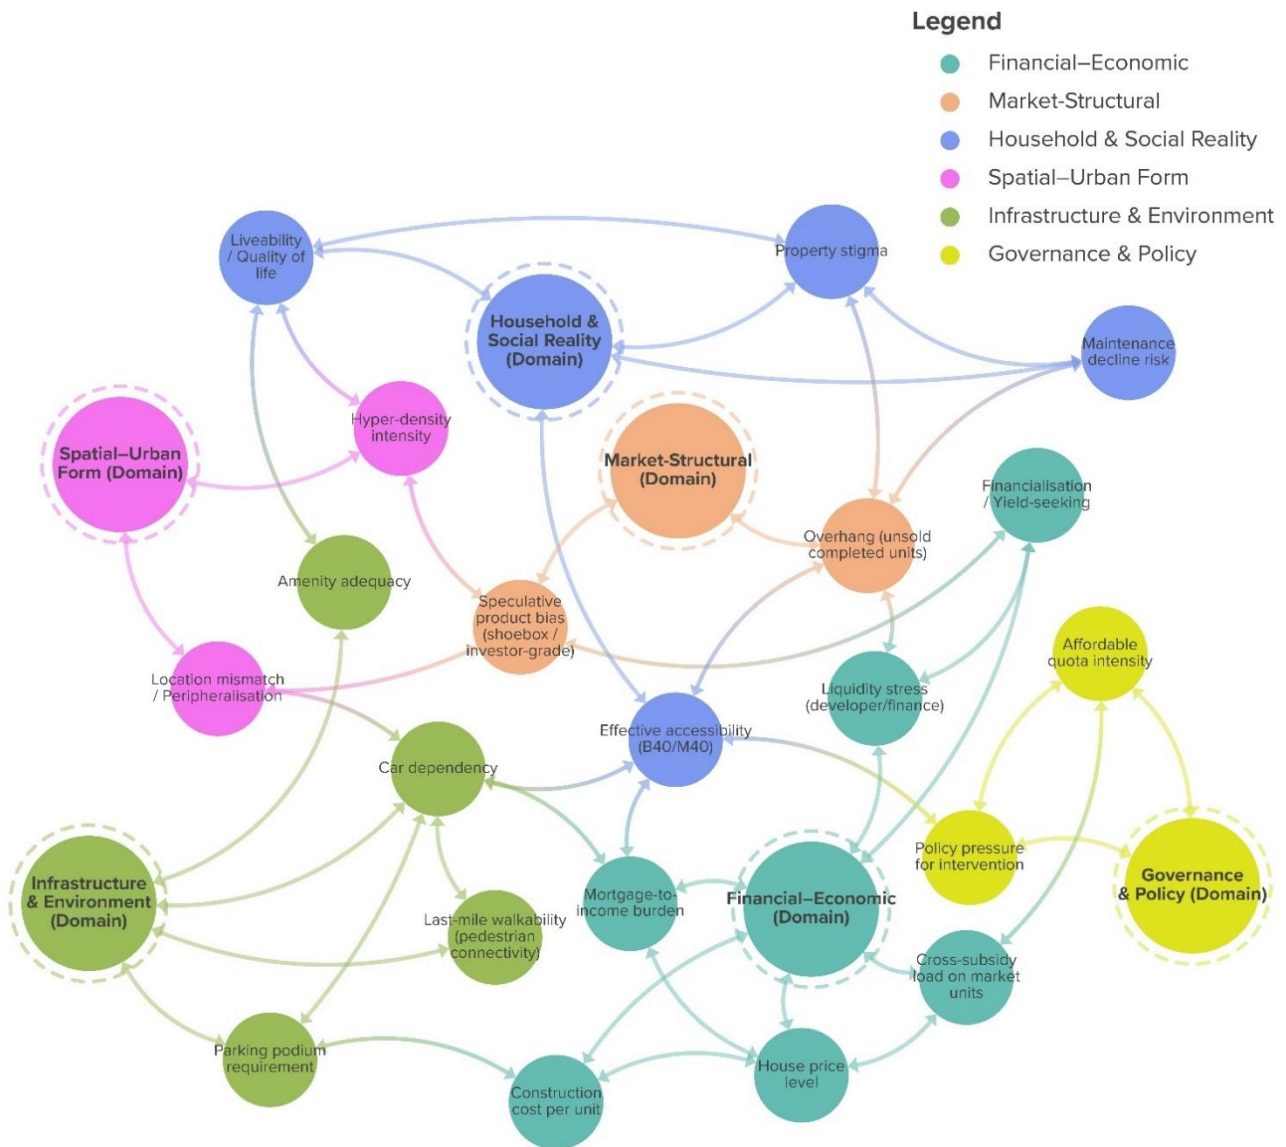 Legend
Financial–Economic
Market-Structural
Household & Social Reality
Spatial–Urban Form
Infrastructure & Environment
Governance & Policy
Liveability
/ Quality of
life
Property stigma
Household &
Social Reality
(Domain)
Maintenance
decline risk
Hyper-density
intensity
Spatial–Urban
Form (Domain)
Market-Structural
(Domain)
Financialisation
/ Yield-seeking
Overhang (unsold
completed units)
Amenity adequacy
Speculative
product bias
(shoebox /
investor-grade)
Affordable
quota intensity
Location mismatch
/ Peripheralisation
Liquidity stress
(developer/finance)
Effective accessibility
(B40/M40)
Car dependency
Policy pressure
for intervention
Governance
& Policy (Domain)
Infrastructure
& Environment
(Domain)
Mortgage-to-
income burden
Financial–Economic
(Domain)
Last-mile walkability
(pedestrian
connectivity)
Cross-subsidy
load on market
units
Parking podium
requirement
House price
level
Construction
cost per unit